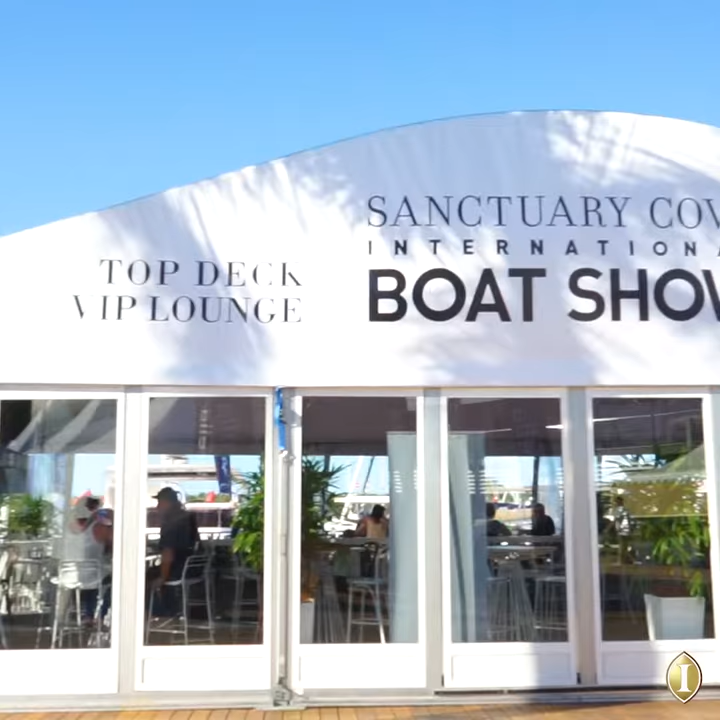 TOP DECK
VIP LOUNGE
SANCTUARY COV
INTERNATIONA
BOAT SHOW
I